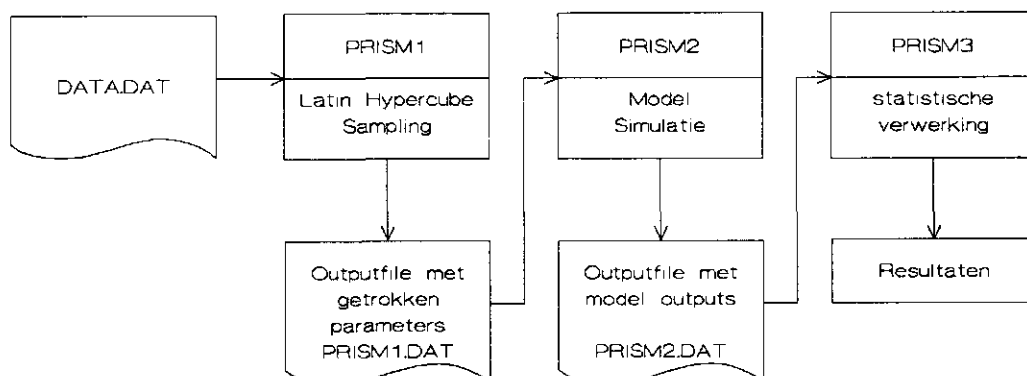 DATA.DAT
PRISM1
Latin Hypercube
Sampling
Outputfile met
getrokken
parameters
PRISM1.DAT
PRISM2
Model
Simulatie
Outputfile met
model outputs
PRISM2.DAT
PRISM3
statistische
verwerking
Resultaten